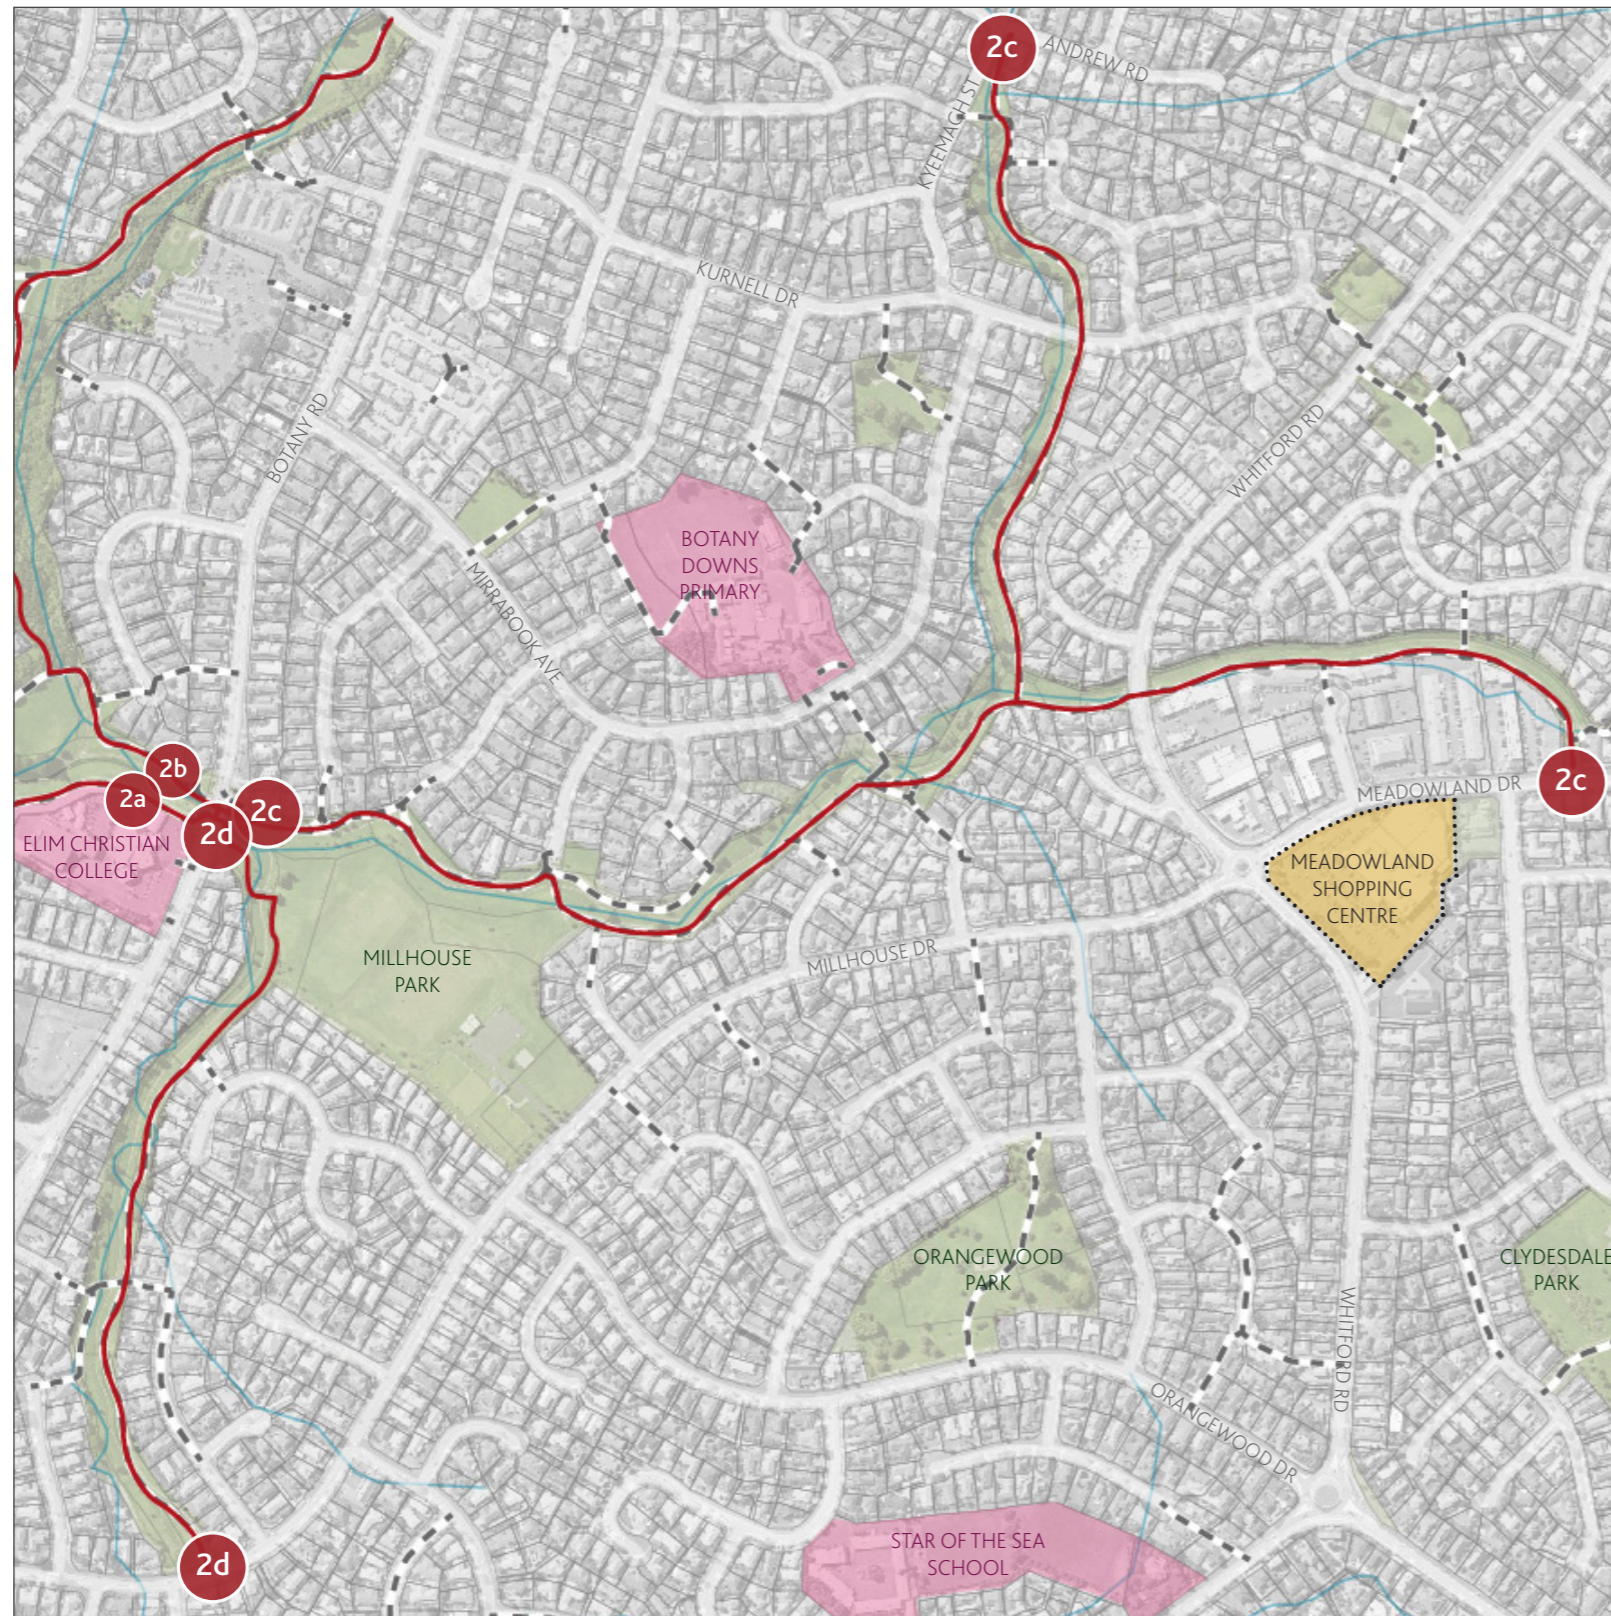 2c
ANDREW RD
KYEEMAGH ST
KURNELL DR
BOTANY RD
WHITFORD RD
BOTANY
DOWNS
PRIMARY
MIRRABOOK AVE
2b
2a
2c
2d
ELIM CHRISTIAN
COLLEGE
2c
MEADOWLAND DR
MEADOWLAND
SHOPPING
CENTRE
MILLHOUSE
PARK
MILLHOUSE DR
ORANGEWOOD
PARK
CLYDESDALE
PARK
WHITFORD RD
ORANGEWOOD DR
STAR OF THE SEA
SCHOOL
2d